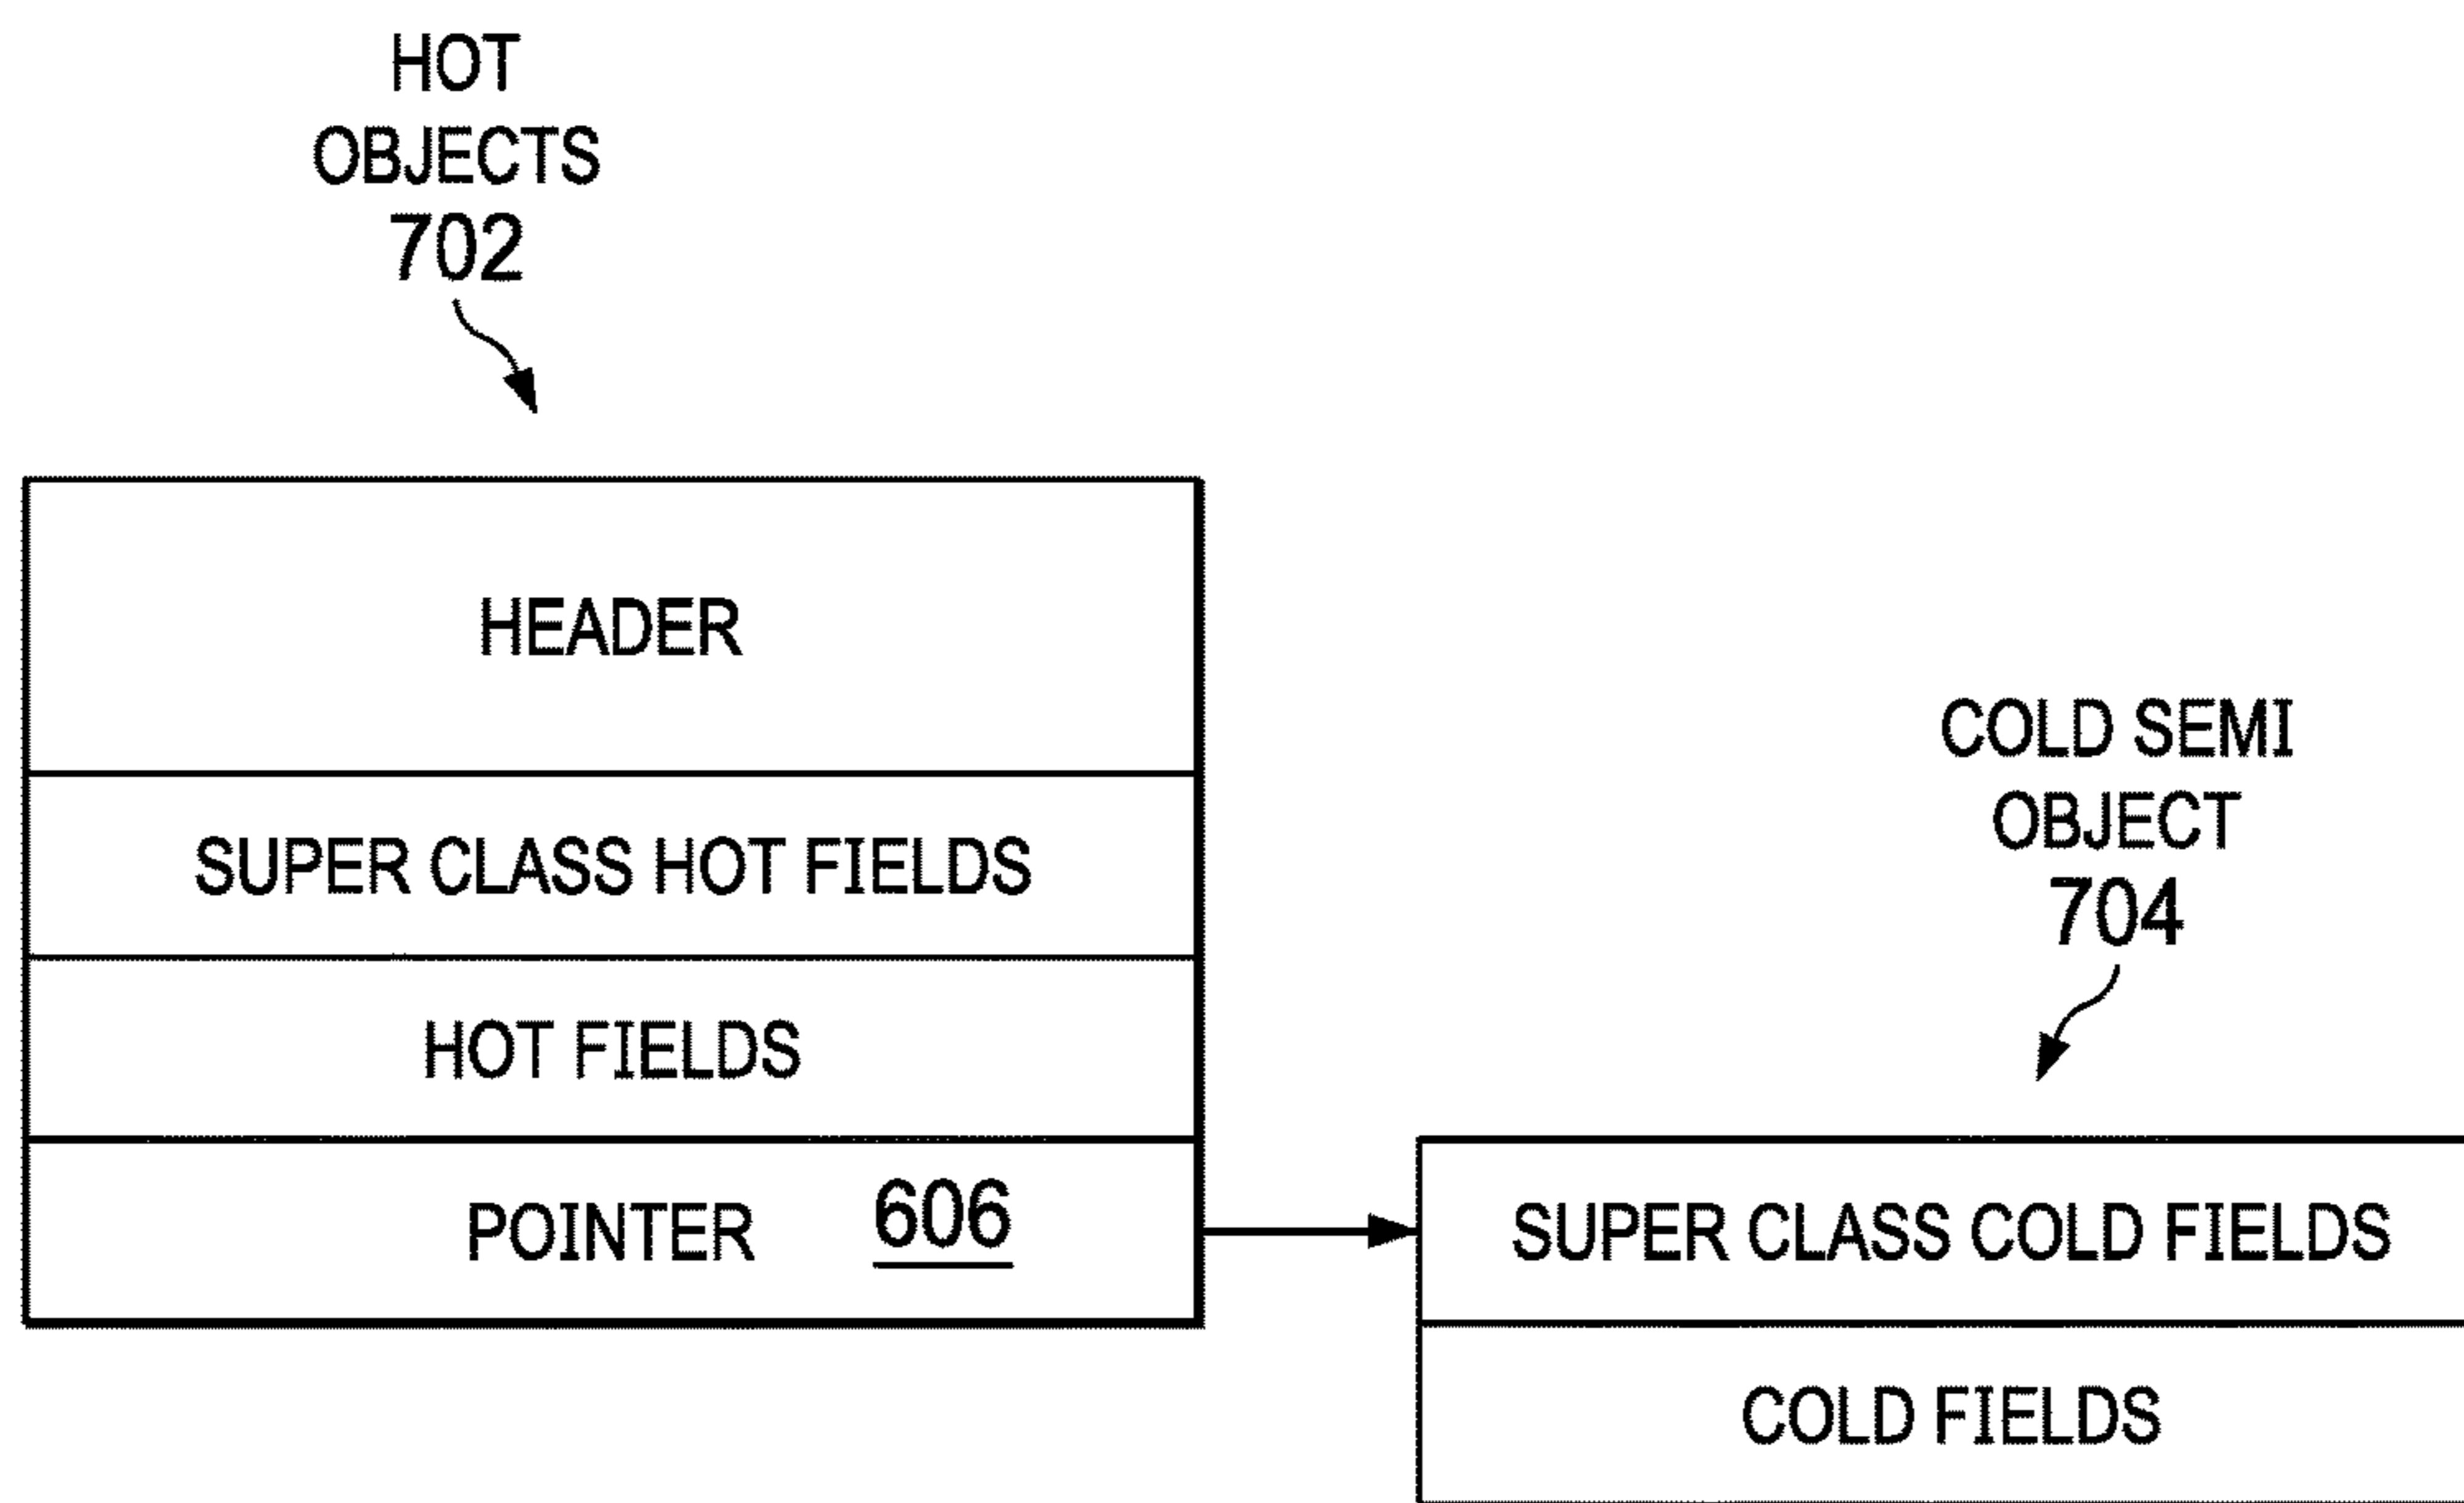 HOT
OBJECTS
702
HEADER
SUPER CLASS HOT FIELDS
HOT FIELDS
POINTER 606
COLD SEMI
OBJECT
704
SUPER CLASS COLD FIELDS
COLD FIELDS